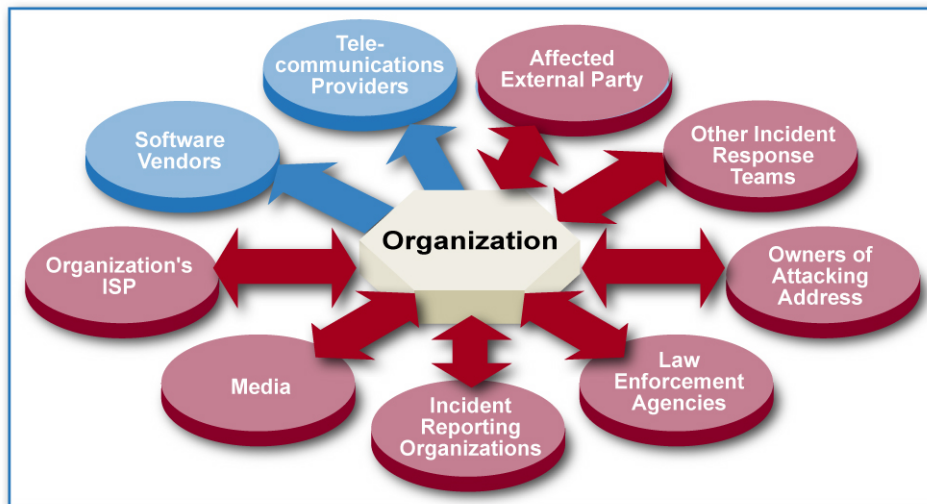 Tele-
communications
Providers
Affected
External Party
Software
Vendors
Other Incident
Response
Teams
Organization
Organization's
ISP
Owners of
Attacking
Address
Media
Incident
Reporting
Organizations
Law
Enforcement
Agencies